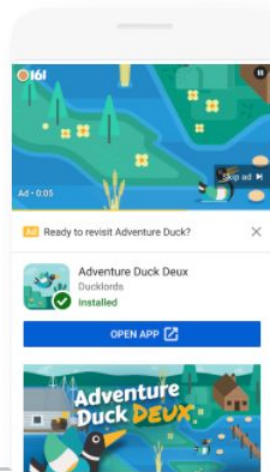 161
Skip ad
Ad • 0:05
Ad Ready to revisit Adventure Duck?
Adventure Duck Deux
Ducklords
Installed
OPEN APP
Adventure
Duck DEUX